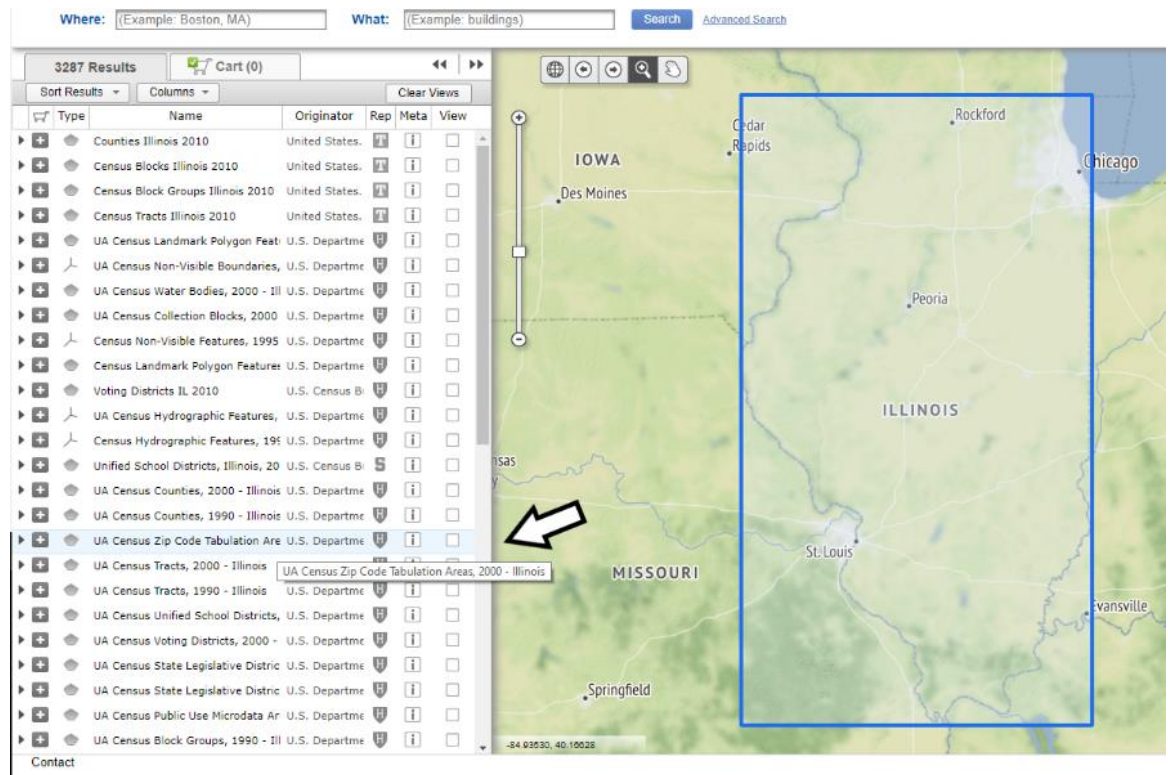 Where: (Example: Boston, MA) What: (Example: buildings) Search Advanced Search
3287 Results Cart (0)
Sort Results Columns Clear Views
Type Name Originator Rep Meta View
Counties Illinois 2010 United States. T i
Census Blocks Illinois 2010 United States. T i
Census Block Groups Illinois 2010 United States. T i
Census Tracts Illinois 2010 United States. T i
UA Census Landmark Polygon Feat U.S. Departme H i
UA Census Non-Visible Boundaries, U.S. Departme H i
UA Census Water Bodies, 2000 - Ill U.S. Departme H i
UA Census Collection Blocks, 2000 U.S. Departme H i
Census Non-Visible Features, 1995 U.S. Departme H i
Census Landmark Polygon Features U.S. Departme H i
Voting Districts IL 2010 U.S. Census B H i
UA Census Hydrographic Features, U.S. Departme H i
Census Hydrographic Features, 199 U.S. Departme H i
Unified School Districts, Illinois, 20 U.S. Census B S i
UA Census Counties, 2000 - Illinois U.S. Departme H i
UA Census Counties, 1990 - Illinois U.S. Departme H i
UA Census Zip Code Tabulation Are U.S. Departme H i
UA Census Tracts, 2000 - Illinois
UA Census Zip Code Tabulation Areas, 2000 - Illinois
UA Census Tracts, 1990 - Illinois U.S. Departme H i
UA Census Unified School Districts, U.S. Departme H i
UA Census Voting Districts, 2000 - U.S. Departme H i
UA Census State Legislative Distric U.S. Departme H i
UA Census State Legislative Distric U.S. Departme H i
UA Census Public Use Microdata Ar U.S. Departme H i
UA Census Block Groups, 1990 - Ill U.S. Departme H i
Contact
Rockford
Cedar
Rapids
IOWA
Chicago
Des Moines
Peoria
ILLINOIS
nsas
y
St. Louis
MISSOURI
Evansville
Springfield
-84.93630, 40.16628